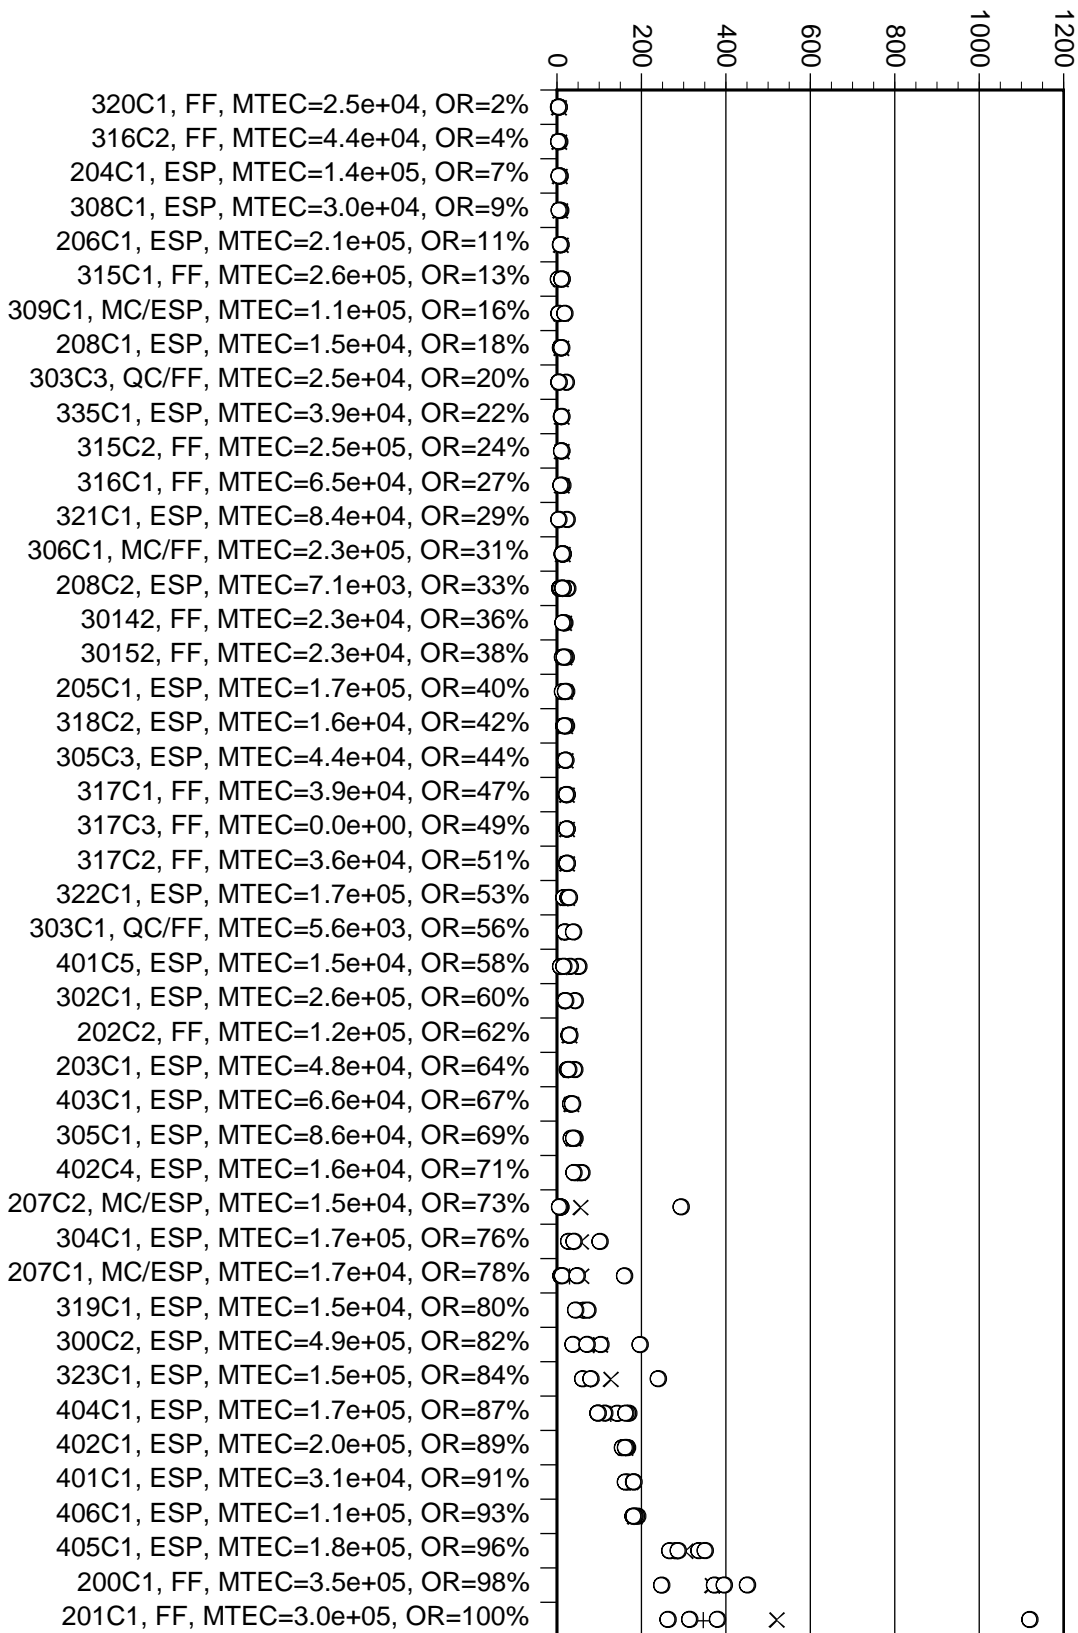 0
200
400
600
800
1000
1200
320C1, FF, MTEC=2.5e+04, OR=2%
316C2, FF, MTEC=4.4e+04, OR=4%
204C1, ESP, MTEC=1.4e+05, OR=7%
308C1, ESP, MTEC=3.0e+04, OR=9%
206C1, ESP, MTEC=2.1e+05, OR=11%
315C1, FF, MTEC=2.6e+05, OR=13%
309C1, MC/ESP, MTEC=1.1e+05, OR=16%
208C1, ESP, MTEC=1.5e+04, OR=18%
303C3, QC/FF, MTEC=2.5e+04, OR=20%
335C1, ESP, MTEC=3.9e+04, OR=22%
315C2, FF, MTEC=2.5e+05, OR=24%
316C1, FF, MTEC=6.5e+04, OR=27%
321C1, ESP, MTEC=8.4e+04, OR=29%
306C1, MC/FF, MTEC=2.3e+05, OR=31%
208C2, ESP, MTEC=7.1e+03, OR=33%
30142, FF, MTEC=2.3e+04, OR=36%
30152, FF, MTEC=2.3e+04, OR=38%
205C1, ESP, MTEC=1.7e+05, OR=40%
318C2, ESP, MTEC=1.6e+04, OR=42%
305C3, ESP, MTEC=4.4e+04, OR=44%
317C1, FF, MTEC=3.9e+04, OR=47%
317C3, FF, MTEC=0.0e+00, OR=49%
317C2, FF, MTEC=3.6e+04, OR=51%
322C1, ESP, MTEC=1.7e+05, OR=53%
303C1, QC/FF, MTEC=5.6e+03, OR=56%
401C5, ESP, MTEC=1.5e+04, OR=58%
302C1, ESP, MTEC=2.6e+05, OR=60%
202C2, FF, MTEC=1.2e+05, OR=62%
203C1, ESP, MTEC=4.8e+04, OR=64%
403C1, ESP, MTEC=6.6e+04, OR=67%
305C1, ESP, MTEC=8.6e+04, OR=69%
402C4, ESP, MTEC=1.6e+04, OR=71%
207C2, MC/ESP, MTEC=1.5e+04, OR=73%
304C1, ESP, MTEC=1.7e+05, OR=76%
207C1, MC/ESP, MTEC=1.7e+04, OR=78%
319C1, ESP, MTEC=1.5e+04, OR=80%
300C2, ESP, MTEC=4.9e+05, OR=82%
323C1, ESP, MTEC=1.5e+05, OR=84%
404C1, ESP, MTEC=1.7e+05, OR=87%
402C1, ESP, MTEC=2.0e+05, OR=89%
401C1, ESP, MTEC=3.1e+04, OR=91%
406C1, ESP, MTEC=1.1e+05, OR=93%
405C1, ESP, MTEC=1.8e+05, OR=96%
200C1, FF, MTEC=3.5e+05, OR=98%
201C1, FF, MTEC=3.0e+05, OR=100%